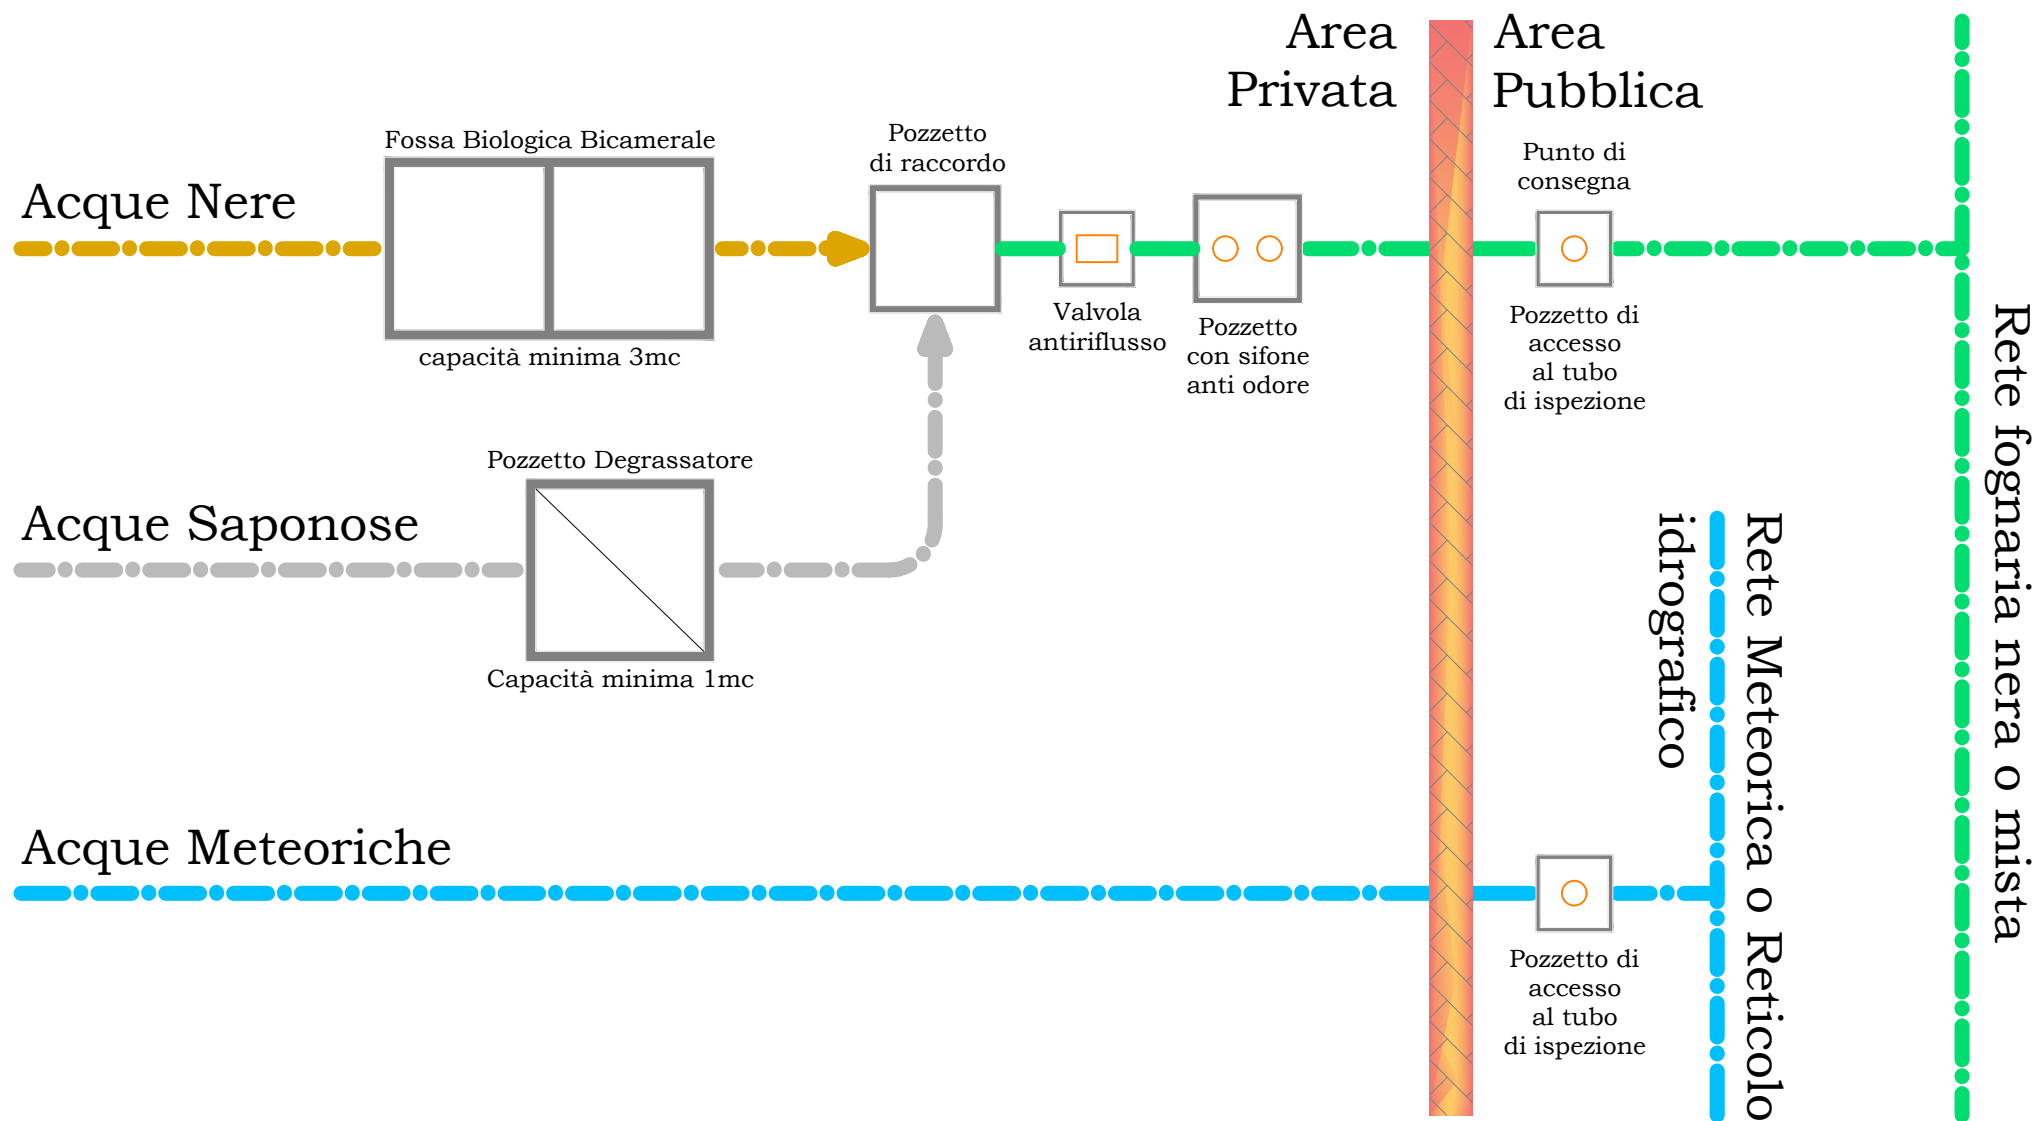 Area
Privata
Area
Pubblica
Fossa Biologica Bicamerale
Pozzetto
di raccordo
Punto di
consegna
Acque Nere
capacità minima 3mc
Valvola
antiriflusso
Pozzetto
con sifone
anti odore
Pozzetto di
accesso
al tubo
di ispezione
Pozzetto Degrassatore
Acque Saponose
Capacità minima 1mc
Acque Meteoriche
Pozzetto di
accesso
al tubo
di ispezione
Rete Meteorica o Reticolo
idrografico
Rete fognaria nera o mista